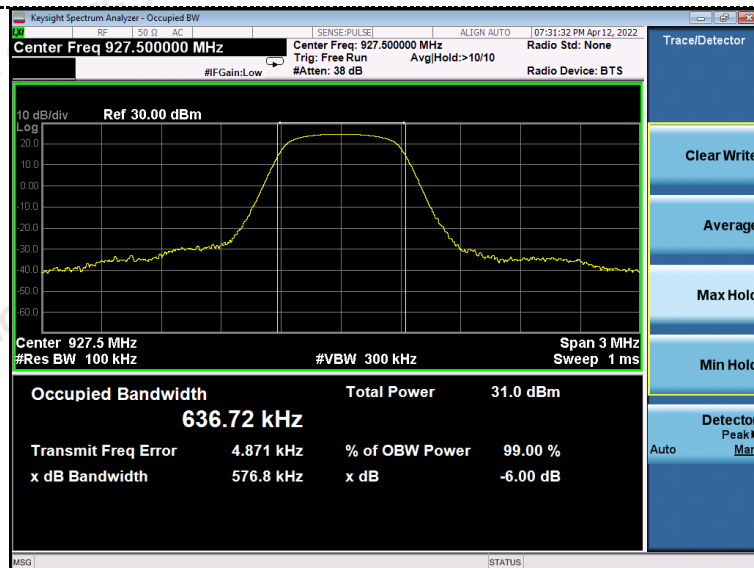 Keysight Spectrum Analyzer - Occupied BW
LXI RF 50 Ω AC SENSE:PULSE ALIGN AUTO 07:31:32 PM Apr 12, 2022
Center Freq 927.500000 MHz Center Freq: 927.500000 MHz Radio Std: None
Trig: Free Run Avg|Hold:>10/10
#IFGain:Low #Atten: 38 dB Radio Device: BTS
10 dB/div Ref 30.00 dBm
Log
20.0
10.0
0.00
-10.0
-20.0
-30.0
-40.0
-50.0
-60.0
Center 927.5 MHz Span 3 MHz
#Res BW 100 kHz #VBW 300 kHz Sweep 1 ms
Occupied Bandwidth Total Power 31.0 dBm
636.72 kHz
Transmit Freq Error 4.871 kHz % of OBW Power 99.00 %
x dB Bandwidth 576.8 kHz x dB -6.00 dB
MSG STATUS
Trace/Detector
Clear Write
Average
Max Hold
Min Hold
Detector
Peak
Auto Man